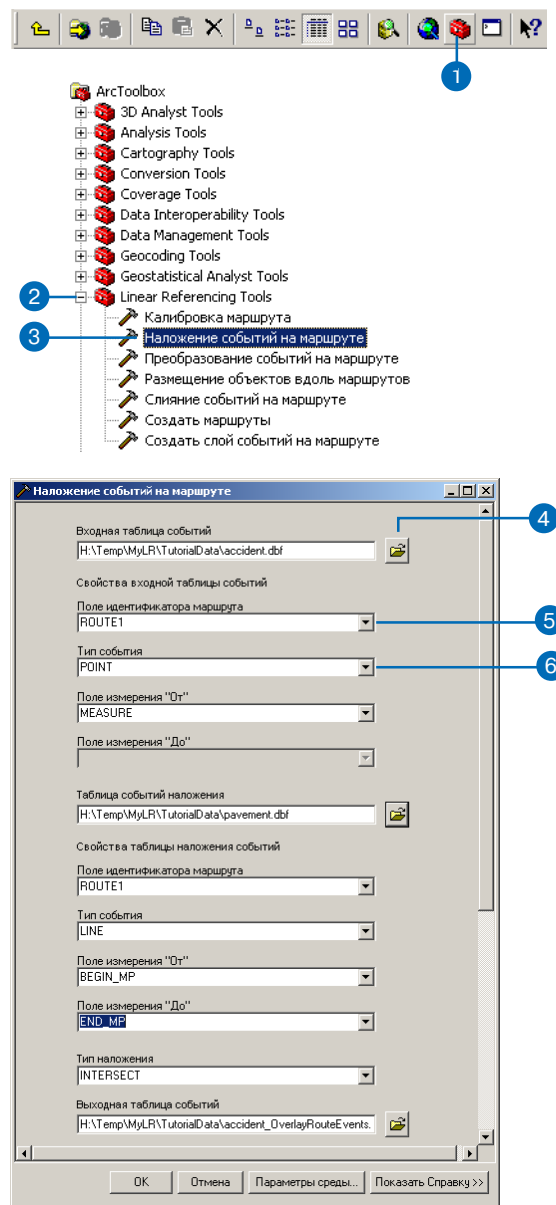 1
ArcToolbox
3D Analyst Tools
Analysis Tools
Cartography Tools
Conversion Tools
Coverage Tools
Data Interoperability Tools
Data Management Tools
Geocoding Tools
Geostatistical Analyst Tools
2 Linear Referencing Tools
Калибровка маршрута
3 Наложение событий на маршруте
Преобразование событий на маршруте
Размещение объектов вдоль маршрутов
Слияние событий на маршруте
Создать маршруты
Создать слой событий на маршруте
Наложение событий на маршруте
4
Входная таблица событий
H:\Temp\MyLR\TutorialData\accident.dbf
Свойства входной таблицы событий
Поле идентификатора маршрута
ROUTE1 5
Тип события
POINT 6
Поле измерения "От"
MEASURE
Поле измерения "До"
Таблица событий наложения
H:\Temp\MyLR\TutorialData\pavement.dbf
Свойства таблицы наложения событий
Поле идентификатора маршрута
ROUTE1
Тип события
LINE
Поле измерения "От"
BEGIN_MP
Поле измерения "До"
END_MP
Тип наложения
INTERSECT
Выходная таблица событий
H:\Temp\MyLR\TutorialData\accident_OverlayRouteEvents.
OK Отмена Параметры среды... Показать Справку >>